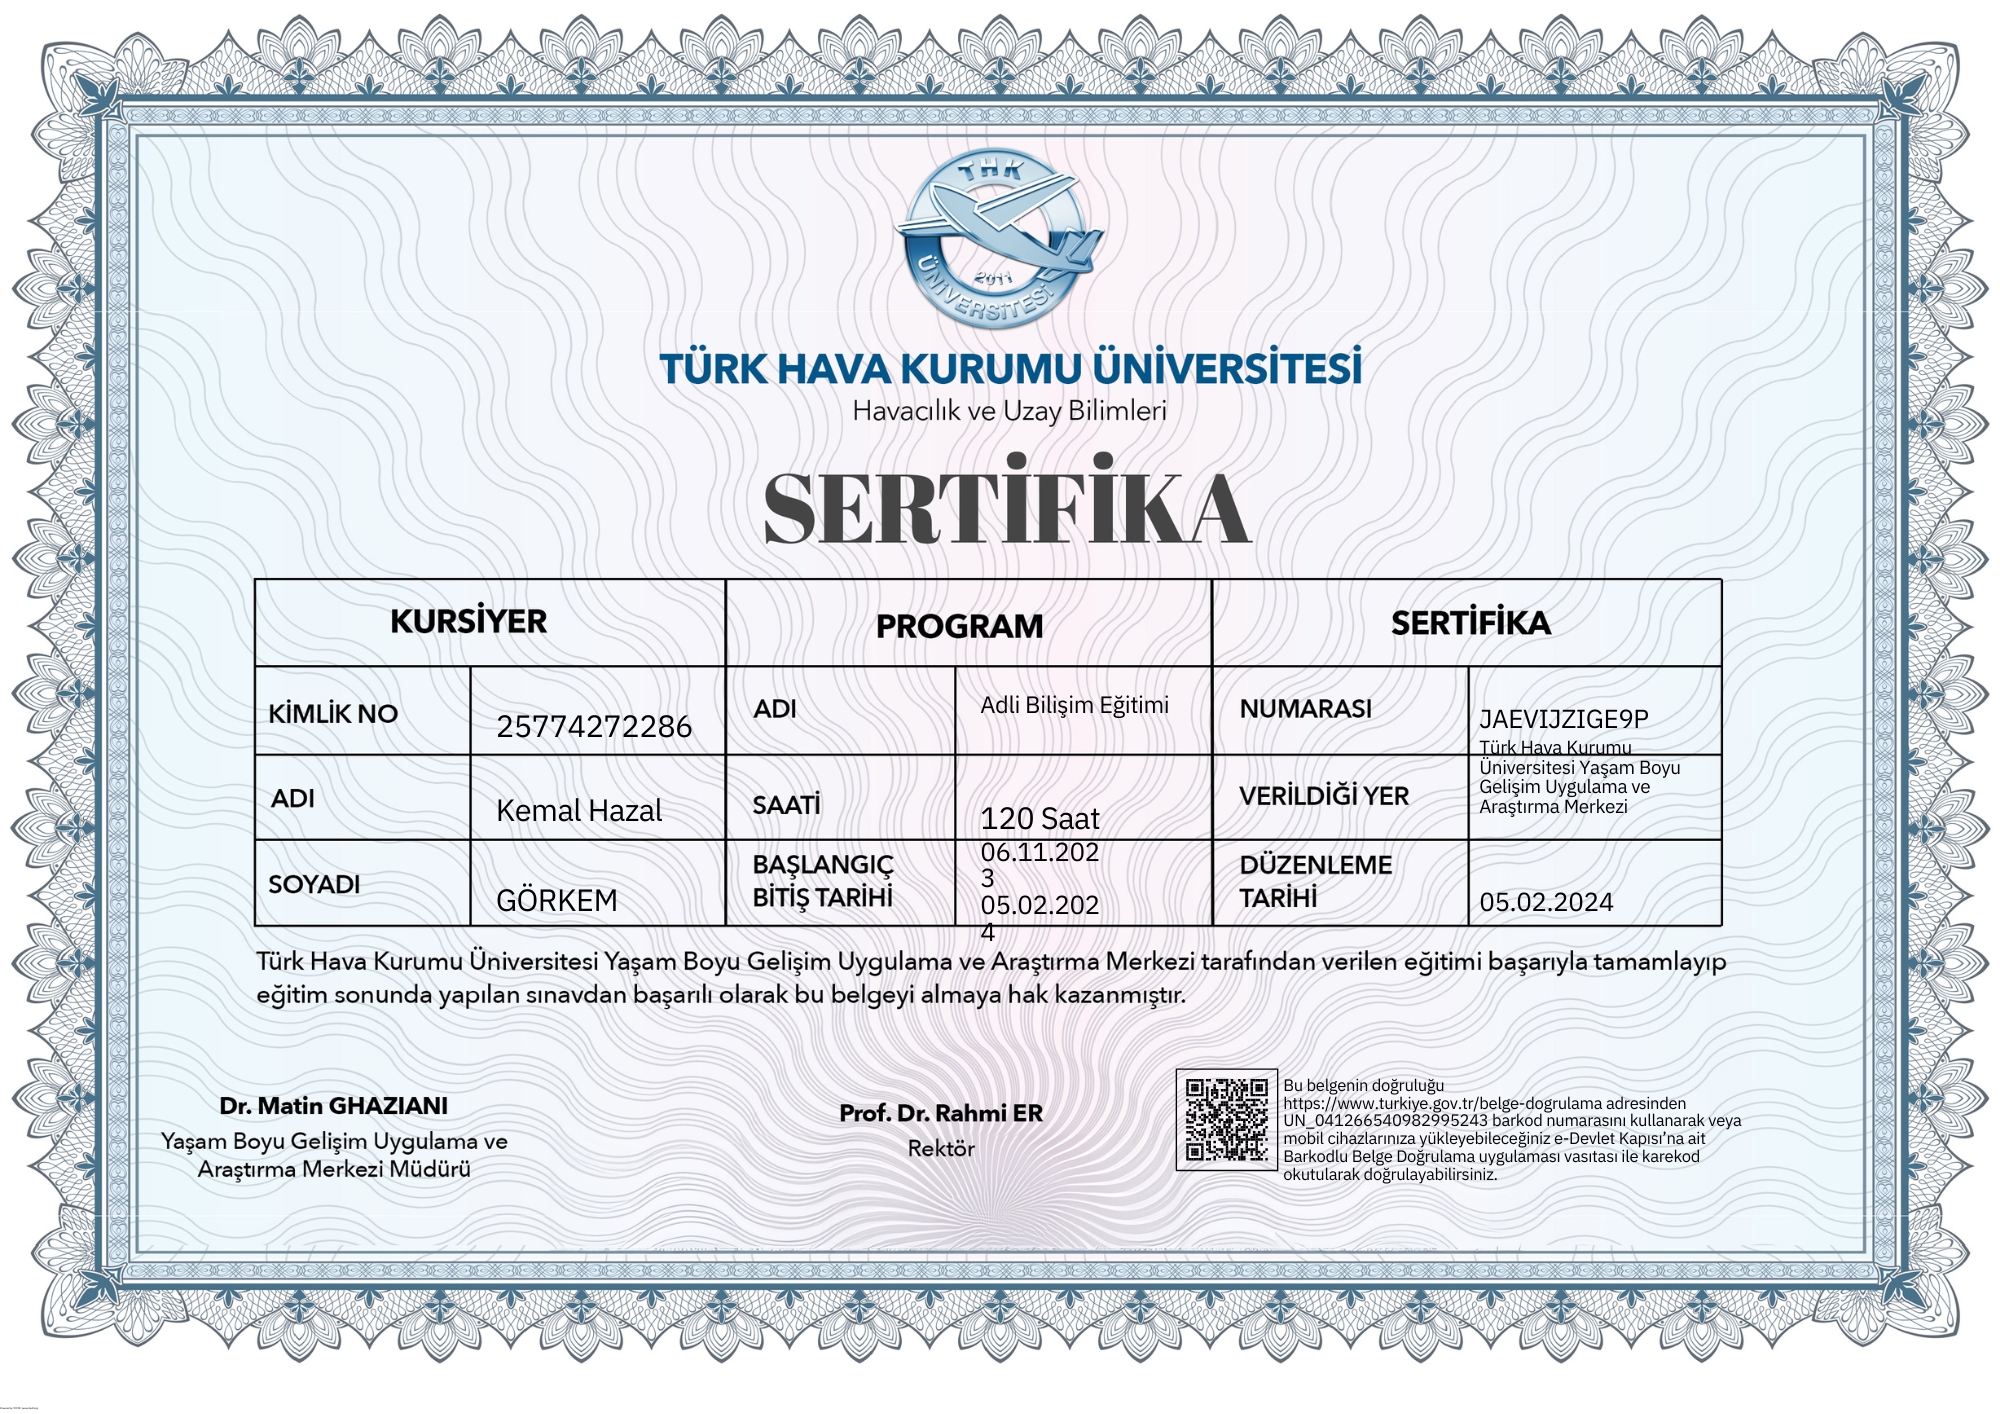 THK
2011
ÜNİVERSİTESİ
TÜRK HAVA KURUMU ÜNİVERSİTESİ
Havacılık ve Uzay Bilimleri
SERTİFİKA
KURSİYER
PROGRAM
SERTİFİKA
KİMLİK NO
25774272286
ADI
Adli Bilişim Eğitimi
NUMARASI
JAEVIJZIGE9P
ADI
Kemal Hazal
SAATİ
120 Saat
VERİLDİĞİ YER
Türk Hava Kurumu
Üniversitesi Yaşam Boyu
Gelişim Uygulama ve
Araştırma Merkezi
SOYADI
GÖRKEM
BAŞLANGIÇ
BİTİŞ TARİHİ
06.11.202
3
05.02.202
4
DÜZENLEME
TARİHİ
05.02.2024
Türk Hava Kurumu Üniversitesi Yaşam Boyu Gelişim Uygulama ve Araştırma Merkezi tarafından verilen eğitimi başarıyla tamamlayıp
eğitim sonunda yapılan sınavdan başarılı olarak bu belgeyi almaya hak kazanmıştır.
Dr. Matin GHAZIANI
Yaşam Boyu Gelişim Uygulama ve
Araştırma Merkezi Müdürü
Prof. Dr. Rahmi ER
Rektör
Bu belgenin doğruluğu
https://www.turkiye.gov.tr/belge-dogrulama adresinden
UN_041266540982995243 barkod numarasını kullanarak veya
mobil cihazlarınıza yükleyebileceğiniz e-Devlet Kapısı'na ait
Barkodlu Belge Doğrulama uygulaması vasıtası ile karekod
okutularak doğrulayabilirsiniz.